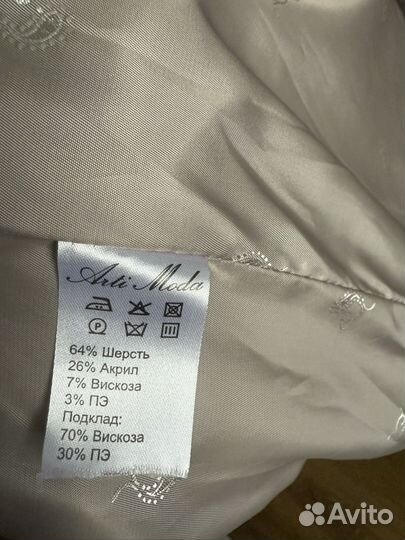 Arti Moda
P
64% Шерсть
26% Акрил
7% Вискоза
3% ПЭ
Подклад:
70% Вискоза
30% ПЭ
Avito